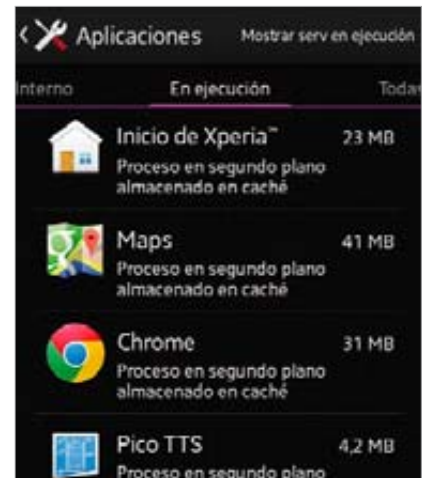 Aplicaciones Mostrar serv en ejecución
Interno En ejecución Todas
Inicio de Xperia™ 23 MB
Proceso en segundo plano
almacenado en caché
Maps 41 MB
Proceso en segundo plano
almacenado en caché
Chrome 31 MB
Proceso en segundo plano
almacenado en caché
Pico TTS 4,2 MB
Proceso en segundo plano